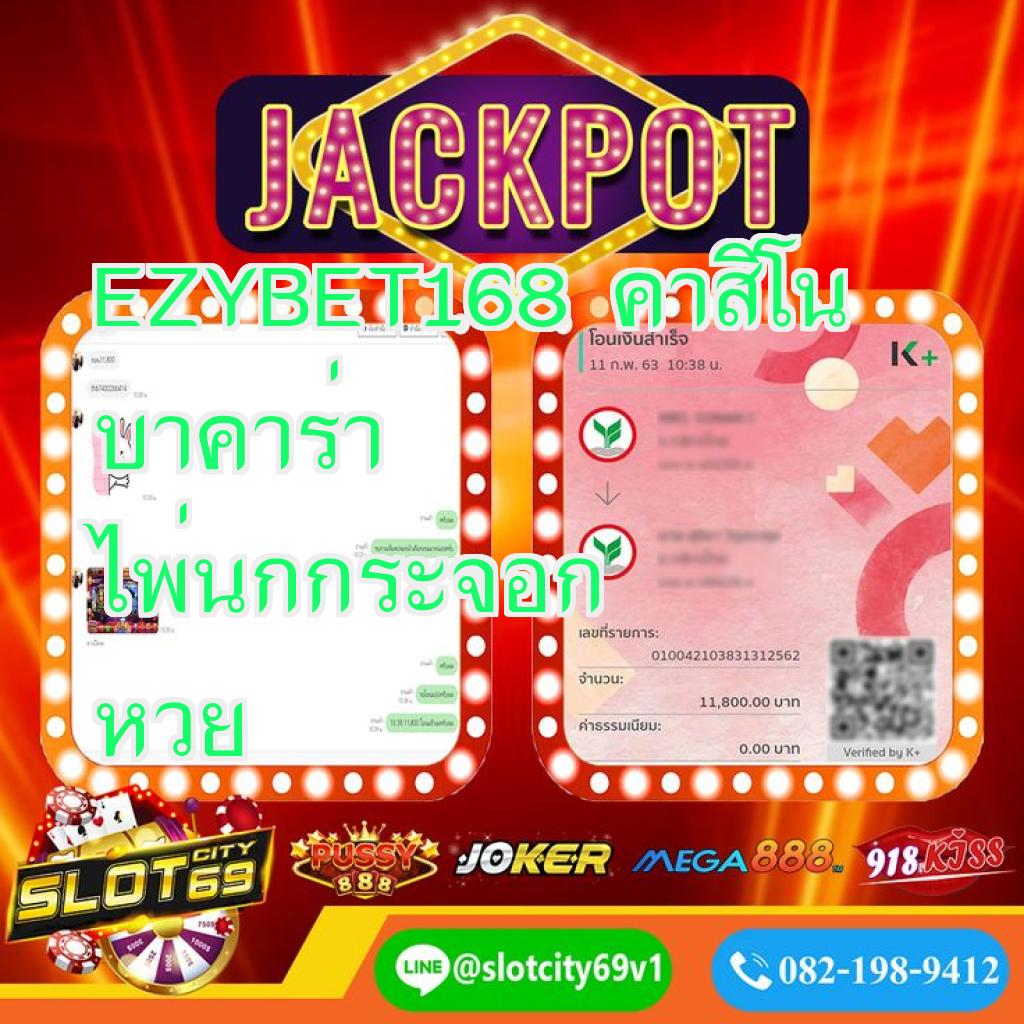 JACKPOT
EZYBET168 คาสิโน
บาคาร่า
ไพ่นกกระจอก
หวย
โอนเงินสำเร็จ
11 ก.พ. 63 10:38 น.
K+
เลขที่รายการ:
010042103831312562
จำนวน:
11,800.00 บาท
ค่าธรรมเนียม:
0.00 บาท
Verified by K+
SLOT CITY 69
PUSSY 888
JOKER
MEGA888
918KISS
LINE @slotcity69v1
082-198-9412